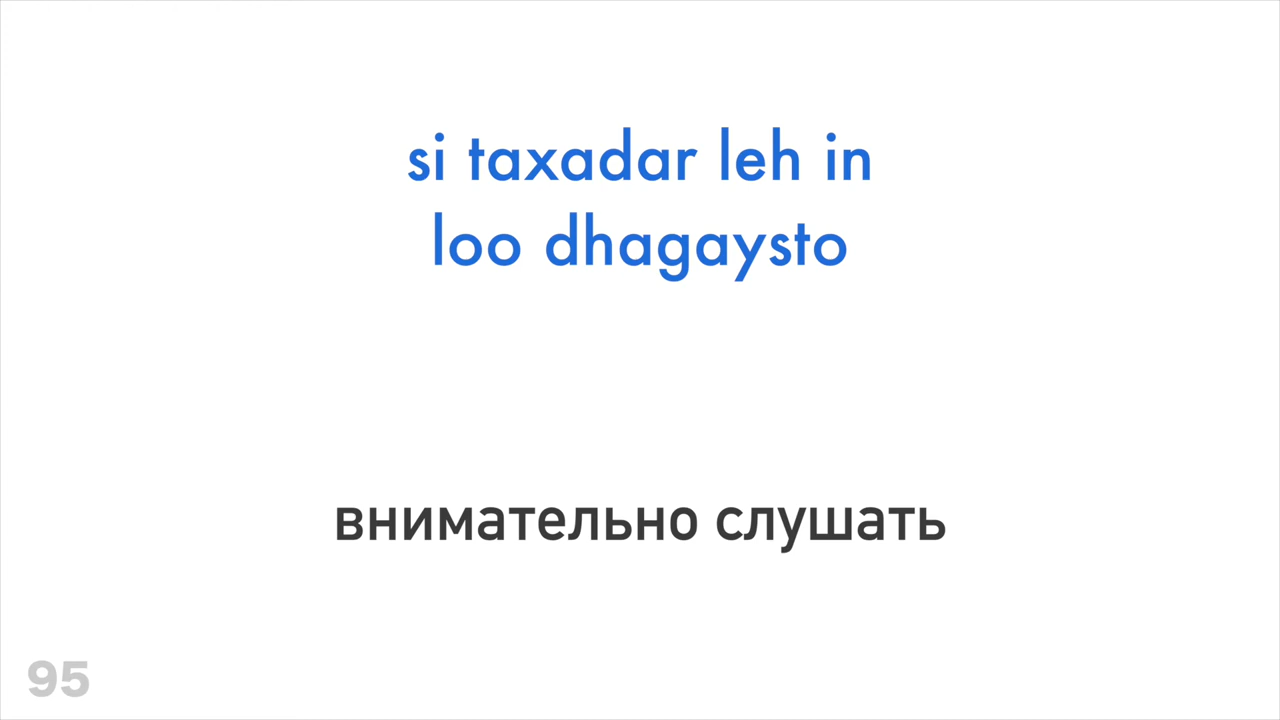 si taxadar leh in
loo dhagaysto
внимательно слушать
95